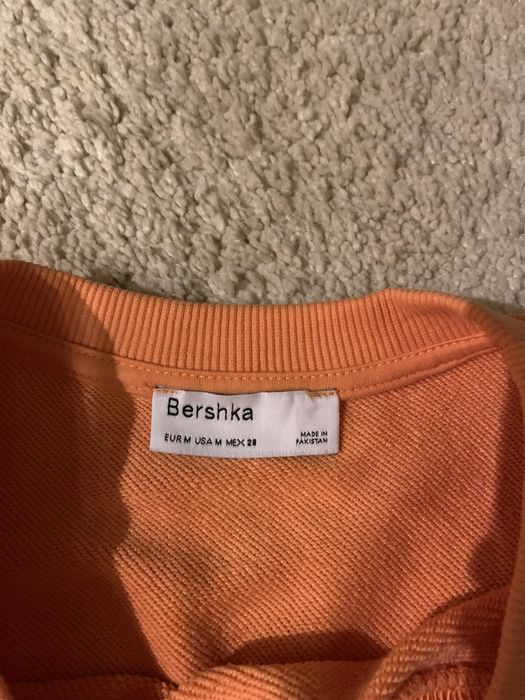 Bershka
EUR M USA M MEX 28
MADE IN
PAKISTAN